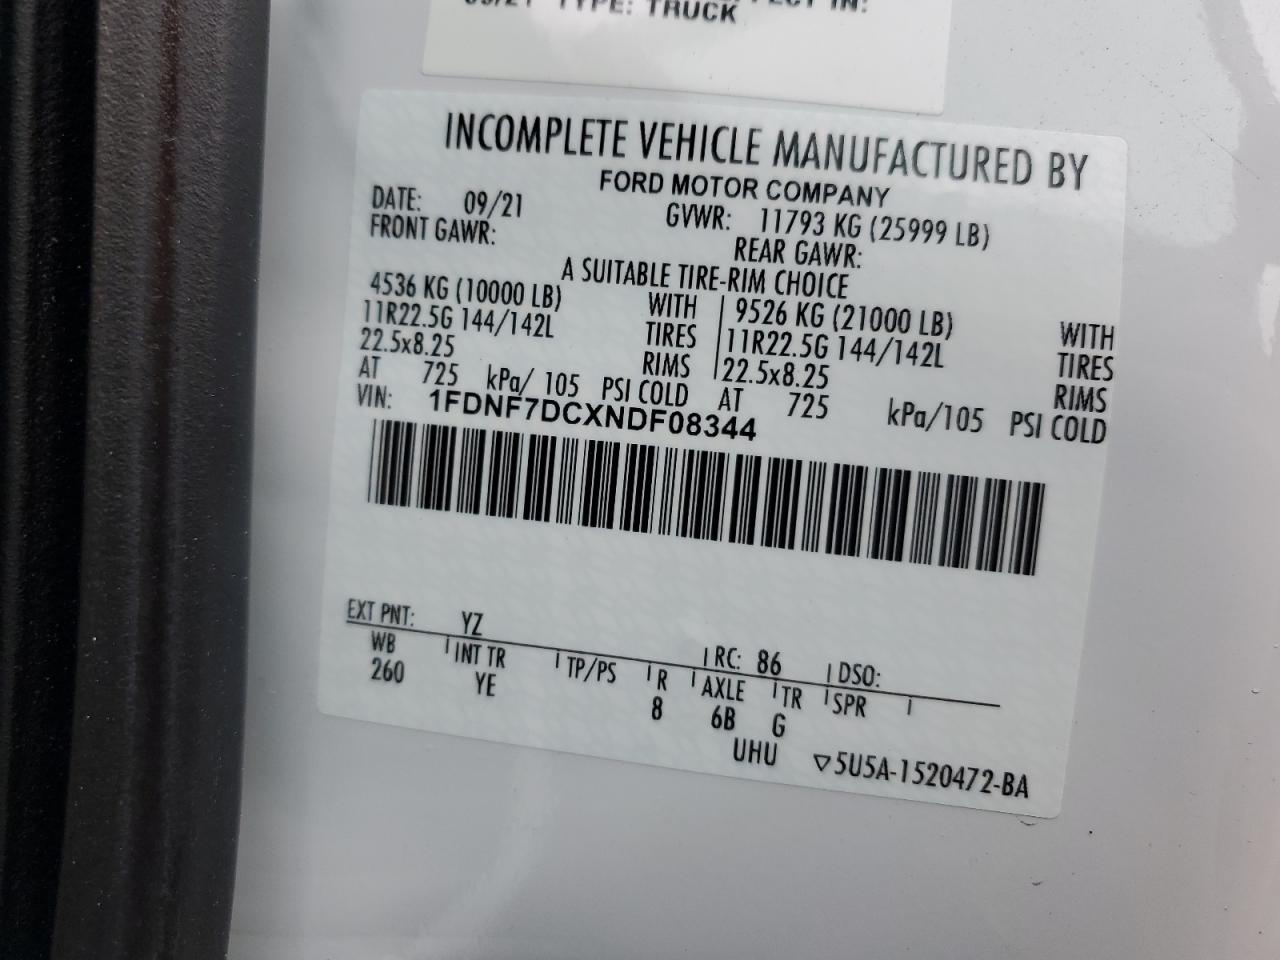 IN:
TYPE: TRUCK
INCOMPLETE VEHICLE MANUFACTURED BY
FORD MOTOR COMPANY
DATE: 09/21 GVWR: 11793 KG (25999 LB)
FRONT GAWR: REAR GAWR:
A SUITABLE TIRE-RIM CHOICE
4536 KG (10000 LB) WITH 9526 KG (21000 LB) WITH
11R22.5G 144/142L TIRES 11R22.5G 144/142L TIRES
22.5x8.25 RIMS 22.5x8.25 RIMS
AT 725 kPa/ 105 PSI COLD AT 725 kPa/105 PSI COLD
VIN: 1FDNF7DCXNDF08344
EXT PNT: YZ RC: 86 DSO:
WB INT TR TP/PS R AXLE TR SPR
260 YE 8 6B G
UHU ▽5U5A-1520472-BA